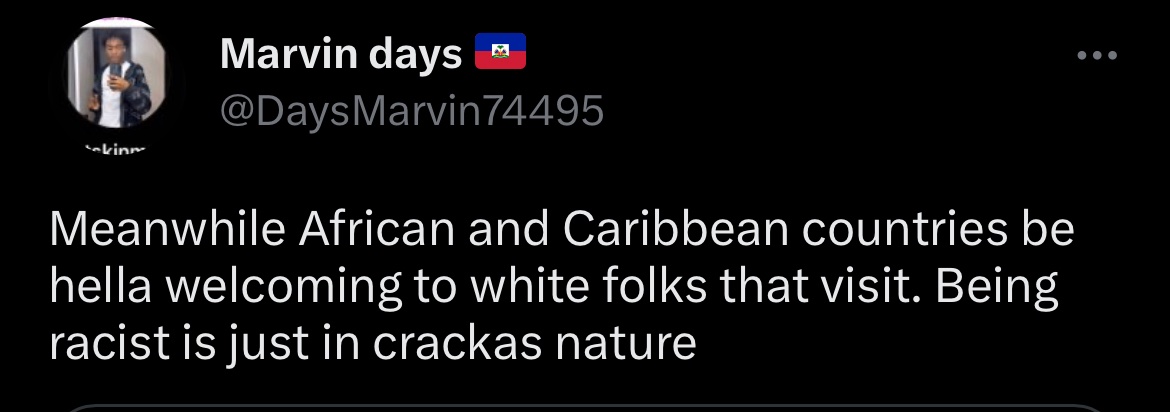 Marvin days
@DaysMarvin74495
Meanwhile African and Caribbean countries be
hella welcoming to white folks that visit. Being
racist is just in crackas nature